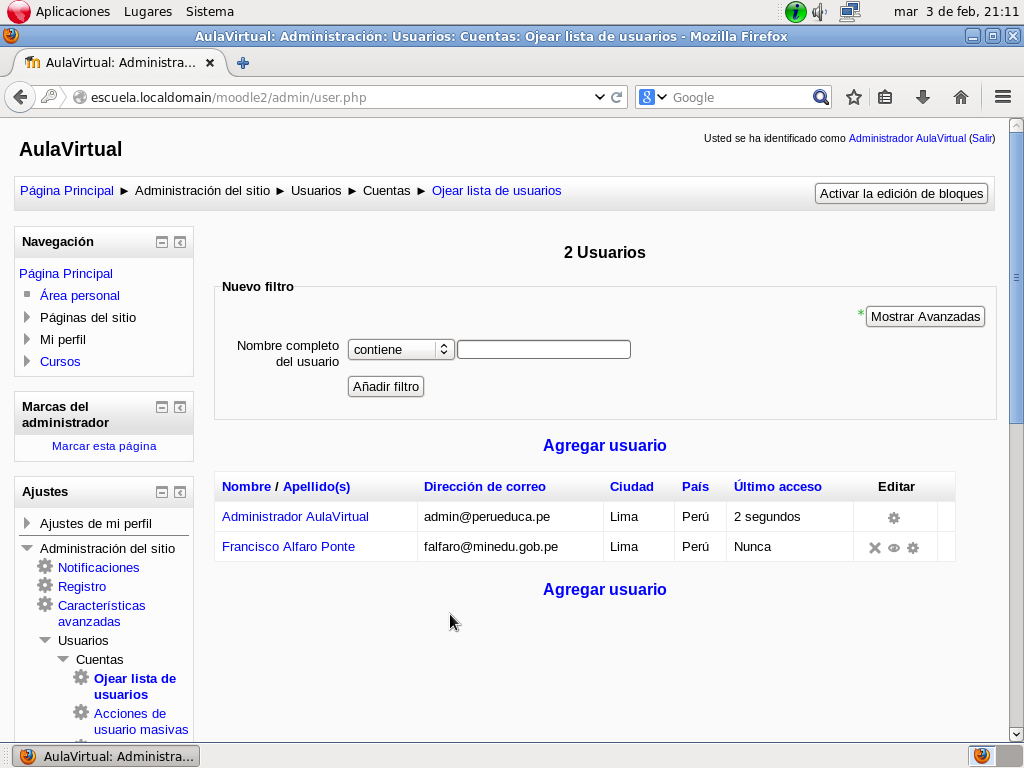 Aplicaciones Lugares Sistema mar 3 de feb, 21:11
AulaVirtual: Administración: Usuarios: Cuentas: Ojear lista de usuarios - Mozilla Firefox
AulaVirtual: Administra...
escuela.localdomain/moodle2/admin/user.php
Google
Usted se ha identificado como Administrador AulaVirtual (Salir)
AulaVirtual
Página Principal ► Administración del sitio ► Usuarios ► Cuentas ► Ojear lista de usuarios
Activar la edición de bloques
Navegación
Página Principal
Área personal
Páginas del sitio
Mi perfil
Cursos
Marcas del
administrador
Marcar esta página
Ajustes
Ajustes de mi perfil
Administración del sitio
Notificaciones
Registro
Características
avanzadas
Usuarios
Cuentas
Ojear lista de
usuarios
Acciones de
usuario masivas
2 Usuarios
Nuevo filtro
* Mostrar Avanzadas
Nombre completo
del usuario
contiene
Añadir filtro
Agregar usuario
Nombre / Apellido(s) Dirección de correo Ciudad País Último acceso Editar
Administrador AulaVirtual admin@perueduca.pe Lima Perú 2 segundos
Francisco Alfaro Ponte falfaro@minedu.gob.pe Lima Perú Nunca
Agregar usuario
AulaVirtual: Administra...